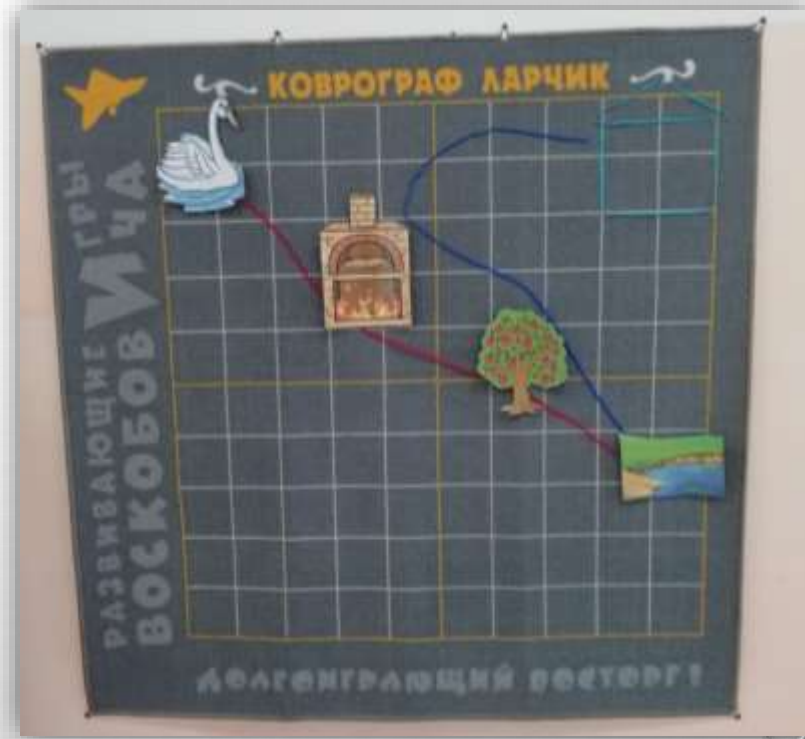 КОВРОГРАФ ЛАРЧИК
РАЗВИВАЮЩИЕ ИГРЫ
ВОСКОБОВИЧА
ДОЛГОИГРАЮЩИЙ ВОСТОРГ!